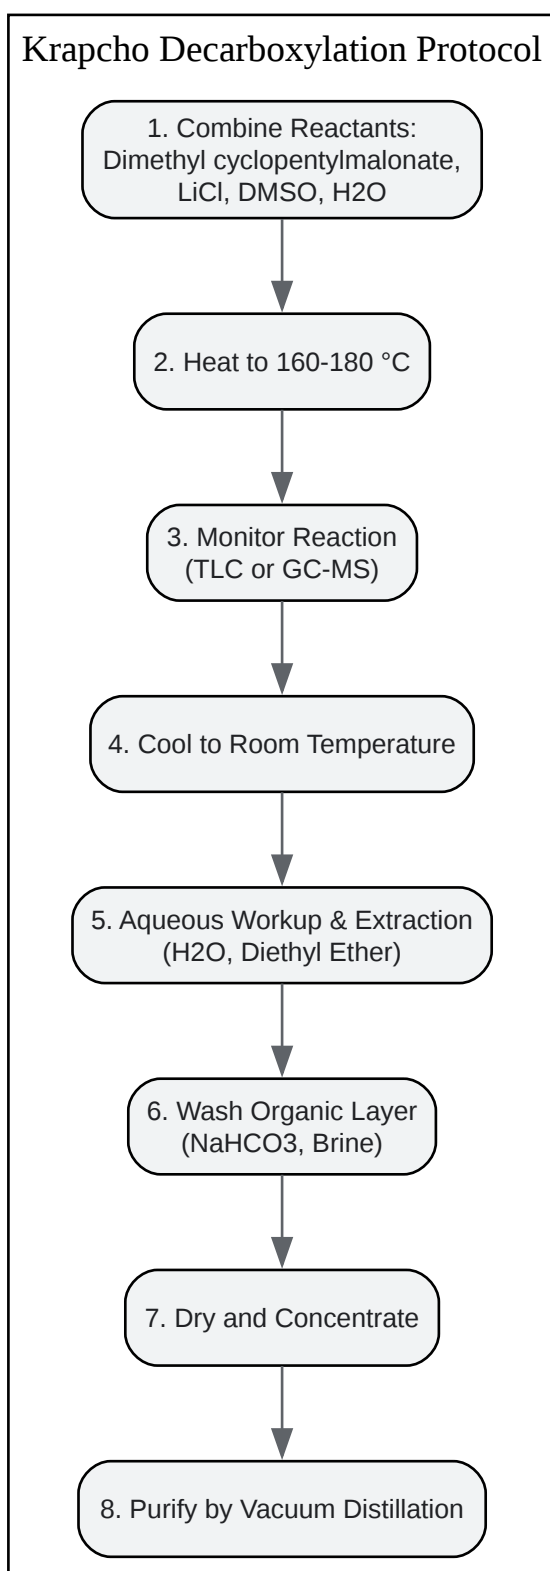 Krapcho Decarboxylation Protocol
1. Combine Reactants:
Dimethyl cyclopentylmalonate,
LiCl, DMSO, H2O
2. Heat to 160-180 °C
3. Monitor Reaction
(TLC or GC-MS)
4. Cool to Room Temperature
5. Aqueous Workup & Extraction
(H2O, Diethyl Ether)
6. Wash Organic Layer
(NaHCO3, Brine)
7. Dry and Concentrate
8. Purify by Vacuum Distillation